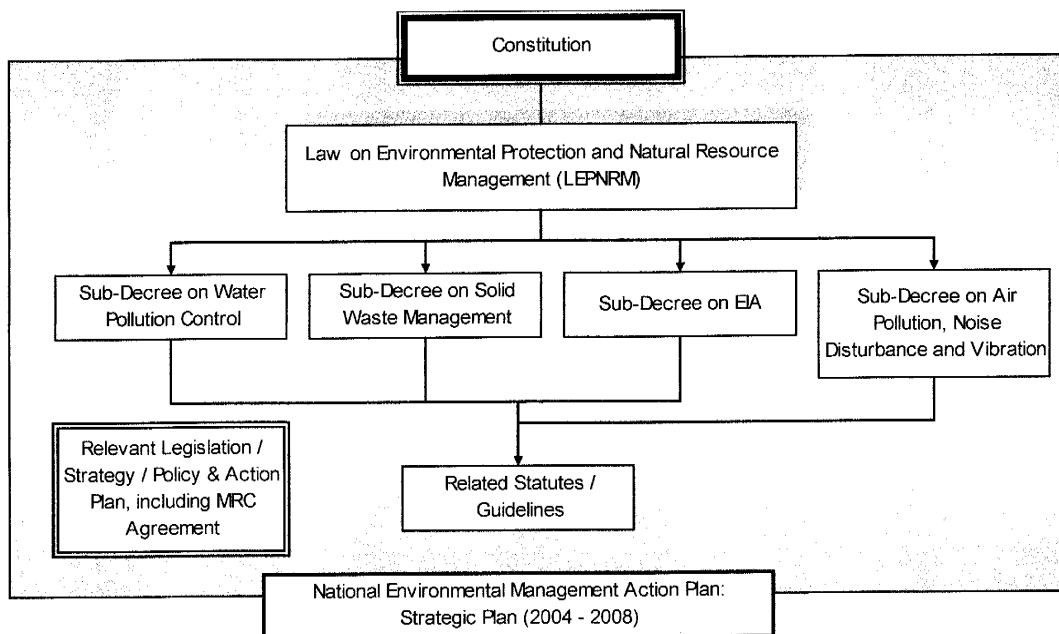 Constitution
Law on Environmental Protection and Natural Resource
Management (LEPNRM)
Sub-Decree on Water
Pollution Control
Sub-Decree on Solid
Waste Management
Sub-Decree on EIA
Sub-Decree on Air
Pollution, Noise
Disturbance and Vibration
Relevant Legislation /
Strategy / Policy & Action
Plan, including MRC
Agreement
Related Statutes /
Guidelines
National Environmental Management Action Plan:
Strategic Plan (2004 - 2008)